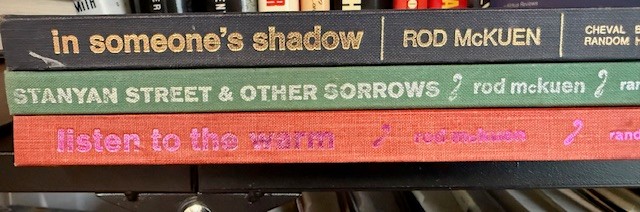 with
in someone's shadow ROD McKUEN CHEVAL
RANDOM
STANYAN STREET & OTHER SORROWS rod mckuen
listen to the warm rod mckuen